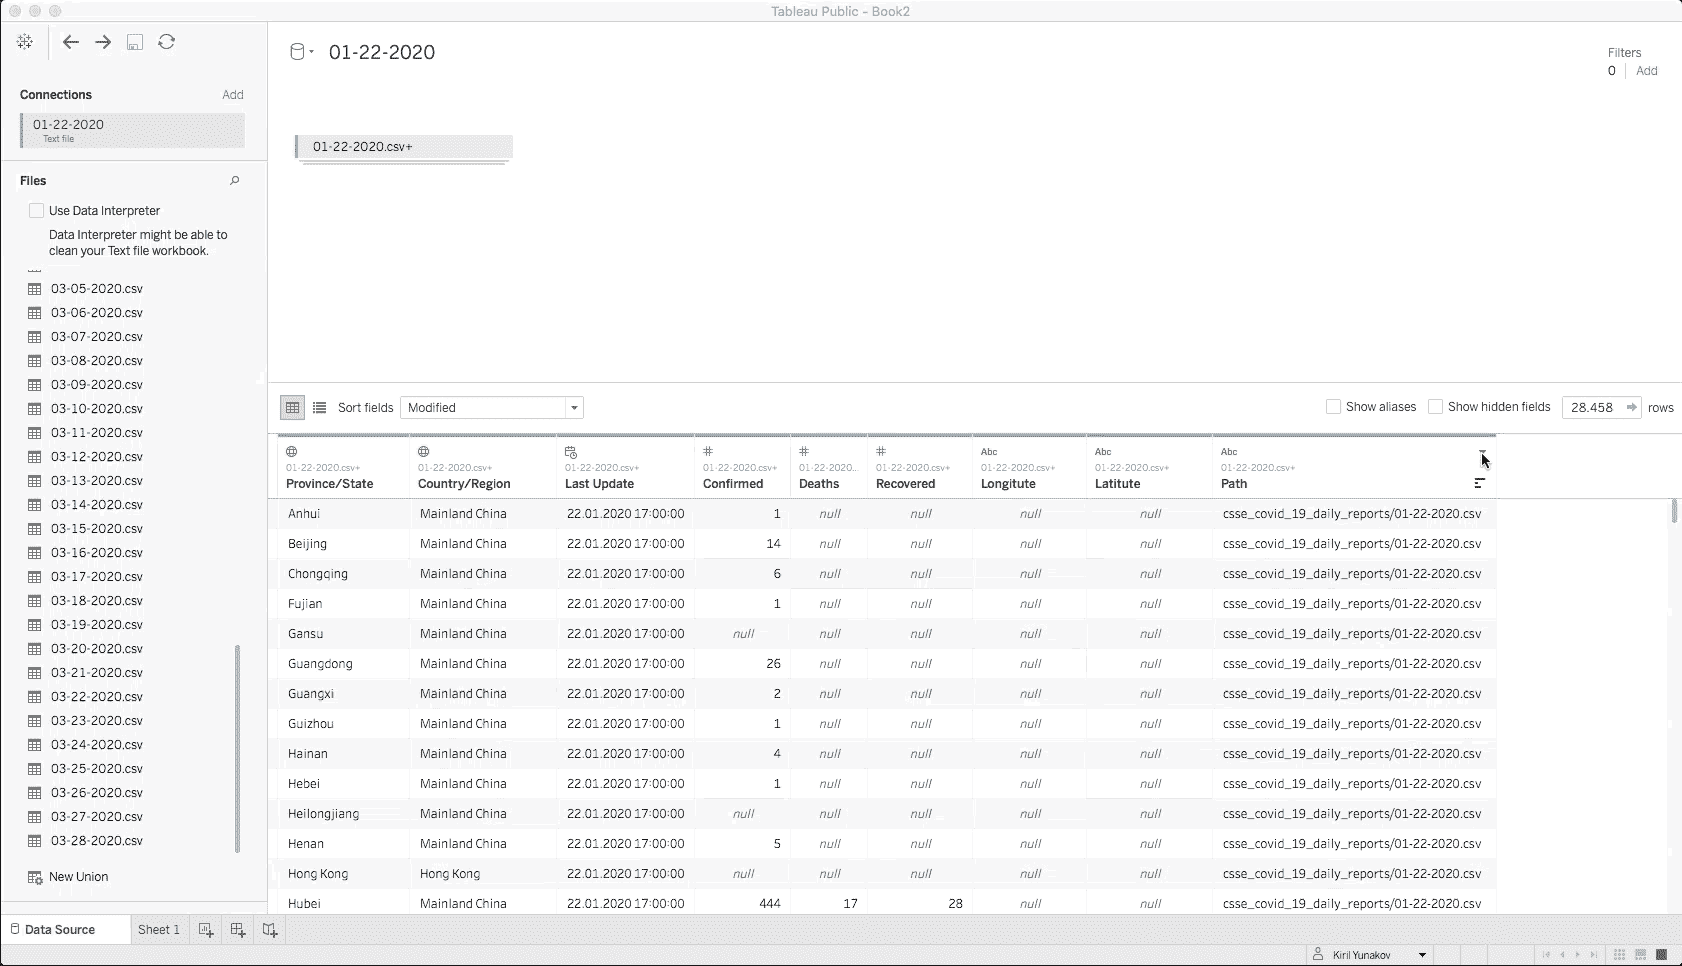 Tableau Public - Book2
01-22-2020
Filters
0 Add
Connections Add
01-22-2020
Text file
01-22-2020.csv+
Files
Use Data Interpreter
Data Interpreter might be able to
clean your Text file workbook.
03-05-2020.csv
03-06-2020.csv
03-07-2020.csv
03-08-2020.csv
03-09-2020.csv
03-10-2020.csv
03-11-2020.csv
03-12-2020.csv
03-13-2020.csv
03-14-2020.csv
03-15-2020.csv
03-16-2020.csv
03-17-2020.csv
03-18-2020.csv
03-19-2020.csv
03-20-2020.csv
03-21-2020.csv
03-22-2020.csv
03-23-2020.csv
03-24-2020.csv
03-25-2020.csv
03-26-2020.csv
03-27-2020.csv
03-28-2020.csv
New Union
Sort fields Modified Show aliases Show hidden fields 28.458 rows
# # # Abc Abc Abc
01-22-2020.csv+ 01-22-2020.csv+ 01-22-2020.csv+ 01-22-2020.csv+ 01-22-2020... 01-22-2020.csv+ 01-22-2020.csv+ 01-22-2020.csv+ 01-22-2020.csv+
Province/State Country/Region Last Update Confirmed Deaths Recovered Longitute Latitute Path
Anhui Mainland China 22.01.2020 17:00:00 1 null null null null csse_covid_19_daily_reports/01-22-2020.csv
Beijing Mainland China 22.01.2020 17:00:00 14 null null null null csse_covid_19_daily_reports/01-22-2020.csv
Chongqing Mainland China 22.01.2020 17:00:00 6 null null null null csse_covid_19_daily_reports/01-22-2020.csv
Fujian Mainland China 22.01.2020 17:00:00 1 null null null null csse_covid_19_daily_reports/01-22-2020.csv
Gansu Mainland China 22.01.2020 17:00:00 null null null null null csse_covid_19_daily_reports/01-22-2020.csv
Guangdong Mainland China 22.01.2020 17:00:00 26 null null null null csse_covid_19_daily_reports/01-22-2020.csv
Guangxi Mainland China 22.01.2020 17:00:00 2 null null null null csse_covid_19_daily_reports/01-22-2020.csv
Guizhou Mainland China 22.01.2020 17:00:00 1 null null null null csse_covid_19_daily_reports/01-22-2020.csv
Hainan Mainland China 22.01.2020 17:00:00 4 null null null null csse_covid_19_daily_reports/01-22-2020.csv
Hebei Mainland China 22.01.2020 17:00:00 1 null null null null csse_covid_19_daily_reports/01-22-2020.csv
Heilongjiang Mainland China 22.01.2020 17:00:00 null null null null null csse_covid_19_daily_reports/01-22-2020.csv
Henan Mainland China 22.01.2020 17:00:00 5 null null null null csse_covid_19_daily_reports/01-22-2020.csv
Hong Kong Hong Kong 22.01.2020 17:00:00 null null null null null csse_covid_19_daily_reports/01-22-2020.csv
Hubei Mainland China 22.01.2020 17:00:00 444 17 28 null null csse_covid_19_daily_reports/01-22-2020.csv
Data Source Sheet 1
Kiril Yunakov